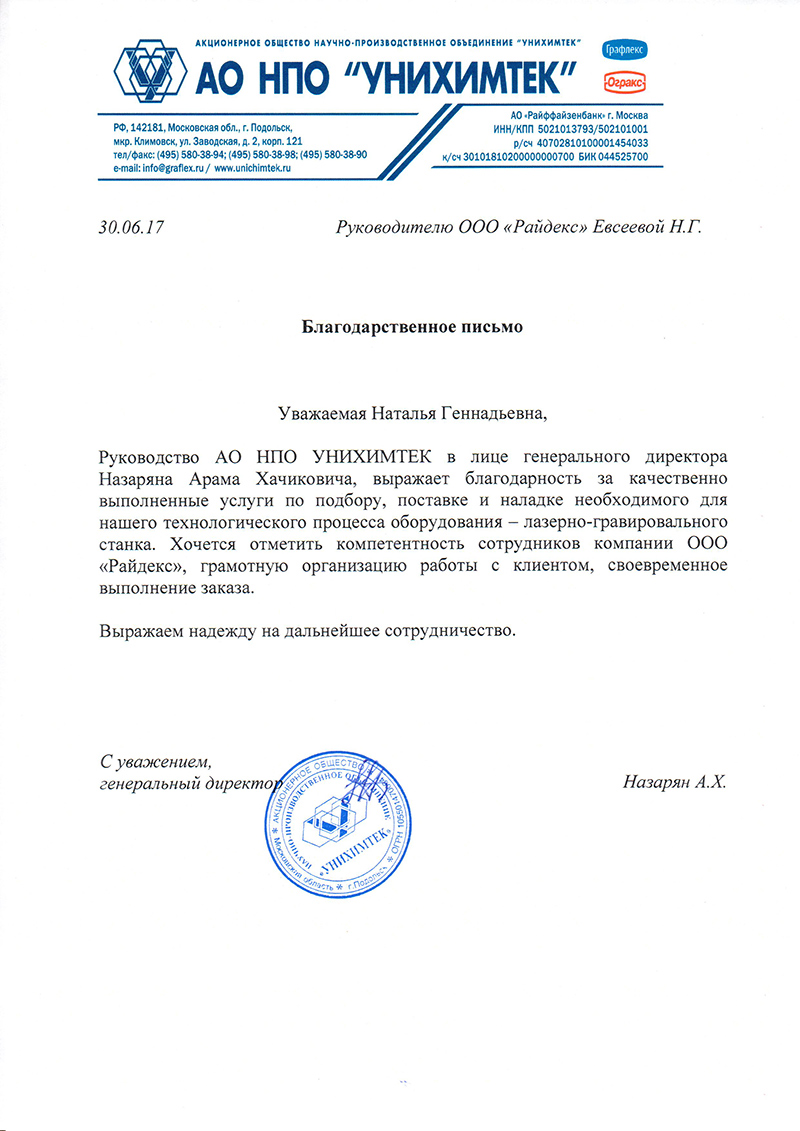 АКЦИОНЕРНОЕ ОБЩЕСТВО НАУЧНО-ПРОИЗВОДСТВЕННОЕ ОБЪЕДИНЕНИЕ "УНИХИМТЕК"
АО НПО "УНИХИМТЕК"
Графлекс
Огракс
РФ, 142181, Московская обл., г. Подольск,
мкр. Климовск, ул. Заводская, д. 2, корп. 121
тел/факс: (495) 580-38-94; (495) 580-38-98; (495) 580-38-90
e-mail: info@graflex.ru / www.unichimtek.ru
АО «Райффайзенбанк» г. Москва
ИНН/КПП 5021013793/502101001
р/сч 40702810100001454033
к/сч 30101810200000000700 БИК 044525700
30.06.17
Руководителю ООО «Райдекс» Евсеевой Н.Г.
Благодарственное письмо
Уважаемая Наталья Геннадьевна,
Руководство АО НПО УНИХИМТЕК в лице генерального директора
Назаряна Арама Хачиковича, выражает благодарность за качественно
выполненные услуги по подбору, поставке и наладке необходимого для
нашего технологического процесса оборудования – лазерно-гравировального
станка. Хочется отметить компетентность сотрудников компании ООО
«Райдекс», грамотную организацию работы с клиентом, своевременное
выполнение заказа.
Выражаем надежду на дальнейшее сотрудничество.
С уважением,
генеральный директор
Назарян А.Х.
АКЦИОНЕРНОЕ ОБЩЕСТВО
НАУЧНО-ПРОИЗВОДСТВЕННОЕ ОБЪЕДИНЕНИЕ
«УНИХИМТЕК»
Московская область * г.Подольск * ОГРН